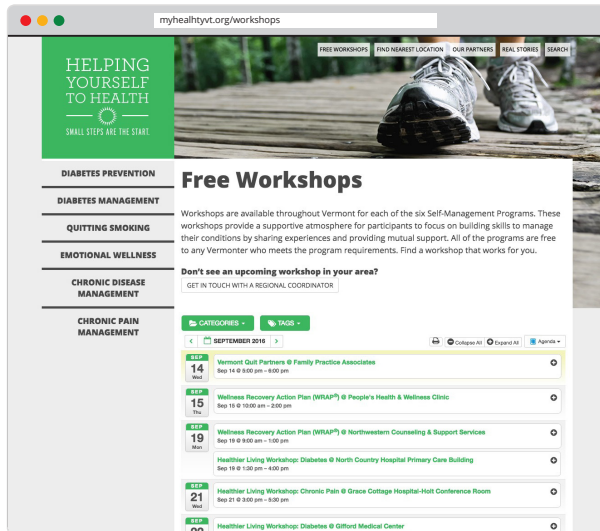 myhealhtyvt.org/workshops
FREE WORKSHOPS FIND NEAREST LOCATION OUR PARTNERS REAL STORIES SEARCH
HELPING
YOURSELF
TO HEALTH
SMALL STEPS ARE THE START.
DIABETES PREVENTION
DIABETES MANAGEMENT
QUITTING SMOKING
EMOTIONAL WELLNESS
CHRONIC DISEASE
MANAGEMENT
CHRONIC PAIN
MANAGEMENT
Free Workshops
Workshops are available throughout Vermont for each of the six Self-Management Programs. These
workshops provide a supportive atmosphere for participants to focus on building skills to manage
their conditions by sharing experiences and providing mutual support. All of the programs are free
to any Vermonter who meets the program requirements. Find a workshop that works for you.
Don't see an upcoming workshop in your area?
GET IN TOUCH WITH A REGIONAL COORDINATOR
CATEGORIES TAGS
SEPTEMBER 2016 Collapse All Expand All Agenda
SEP
14
Wed
Vermont Quit Partners @ Family Practice Associates
Sep 14 @ 5:00 pm – 6:00 pm
SEP
15
Thu
Wellness Recovery Action Plan (WRAP®) @ People's Health & Wellness Clinic
Sep 15 @ 10:00 am – 2:00 pm
SEP
19
Mon
Wellness Recovery Action Plan (WRAP®) @ Northwestern Counseling & Support Services
Sep 19 @ 9:00 am – 1:00 pm
Healthier Living Workshop: Diabetes @ North Country Hospital Primary Care Building
Sep 19 @ 1:30 pm – 4:00 pm
SEP
21
Wed
Healthier Living Workshop: Chronic Pain @ Grace Cottage Hospital-Holt Conference Room
Sep 21 @ 3:00 pm – 5:30 pm
SEP
22
Healthier Living Workshop: Diabetes @ Gifford Medical Center